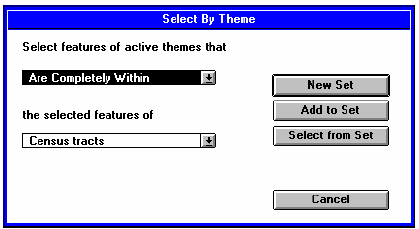 Select By Theme
Select features of active themes that
Are Completely Within
New Set
Add to Set
the selected features of
Select from Set
Census tracts
Cancel